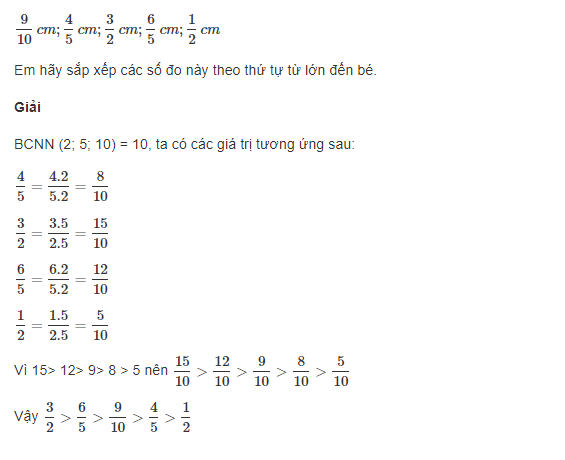 9/10 cm; 4/5 cm; 3/2 cm; 6/5 cm; 1/2 cm
Em hãy sắp xếp các số đo này theo thứ tự từ lớn đến bé.
Giải
BCNN (2; 5; 10) = 10, ta có các giá trị tương ứng sau:
4/5 = 4.2/5.2 = 8/10
3/2 = 3.5/2.5 = 15/10
6/5 = 6.2/5.2 = 12/10
1/2 = 1.5/2.5 = 5/10
Vì 15> 12> 9> 8 > 5 nên 15/10 > 12/10 > 9/10 > 8/10 > 5/10
Vậy 3/2 > 6/5 > 9/10 > 4/5 > 1/2